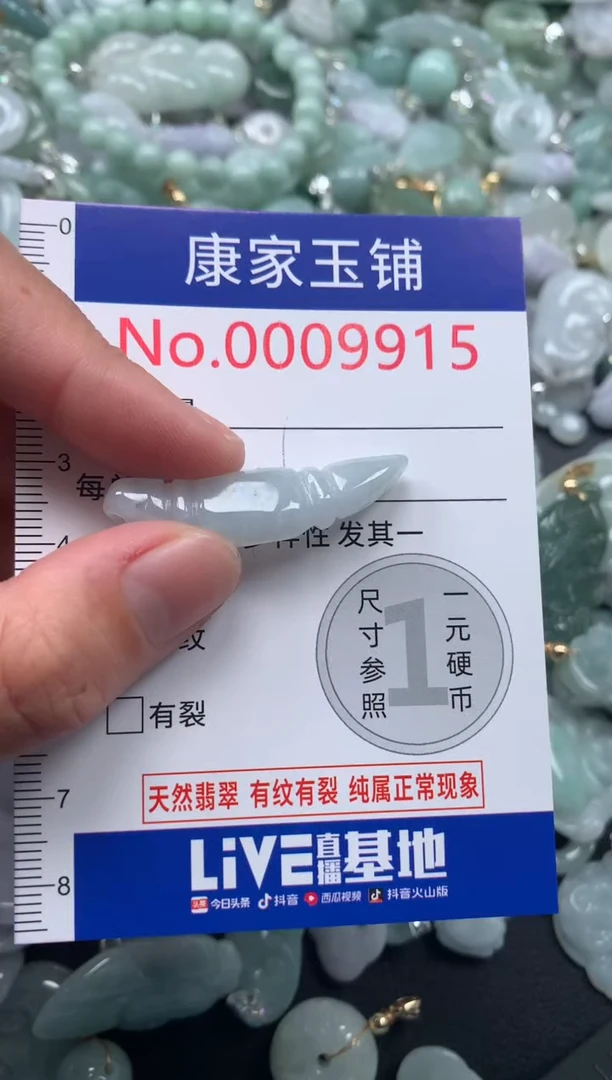 0
康家玉铺
No.0009915
3
每
4
性 发其一
纹
尺寸参照
1
一元硬币
有裂
天然翡翠 有纹有裂 纯属正常现象
7
LiVE直播基地
8
头条 今日头条 抖音 西瓜视频 抖音火山版